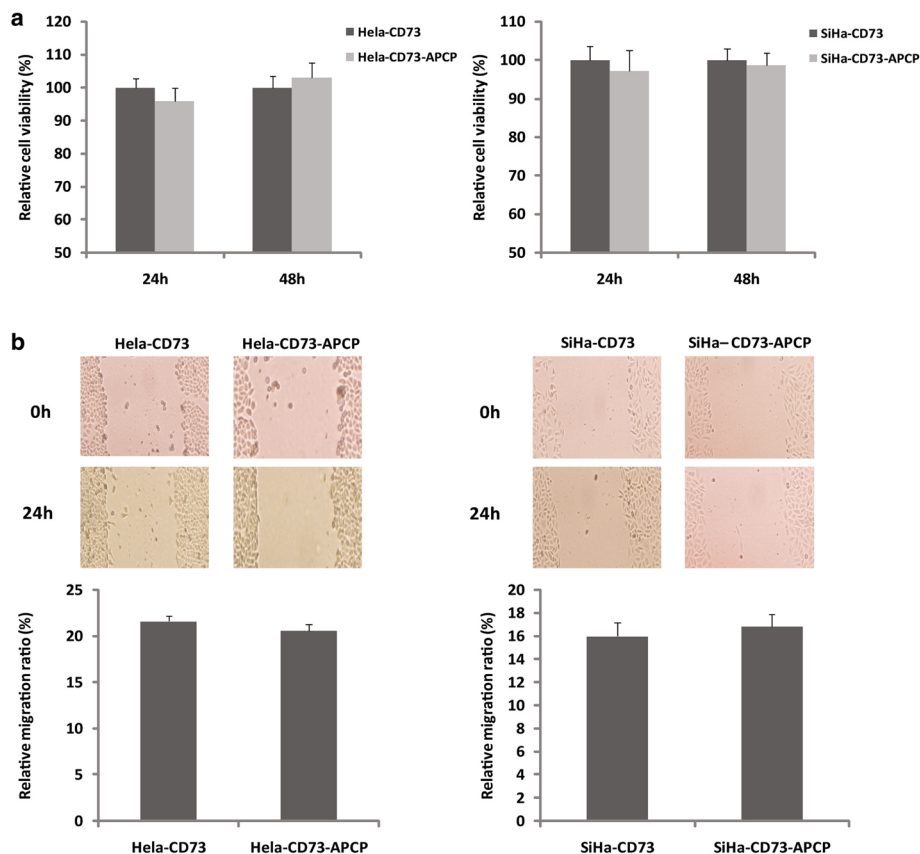 a
Relative cell viability (%)
120
110
100
90
80
70
60
50
24h
48h
Hela-CD73
Hela-CD73-APCP
Relative cell viability (%)
110
100
90
80
70
60
50
24h
48h
SiHa-CD73
SiHa-CD73-APCP
b
Hela-CD73
Hela-CD73-APCP
0h
24h
SiHa-CD73
SiHa–CD73-APCP
0h
24h
Relative migration ratio (%)
25
20
15
10
5
0
Hela-CD73
Hela-CD73-APCP
Relative migration ratio (%)
20
18
16
14
12
10
8
6
4
2
0
SiHa-CD73
SiHa-CD73-APCP